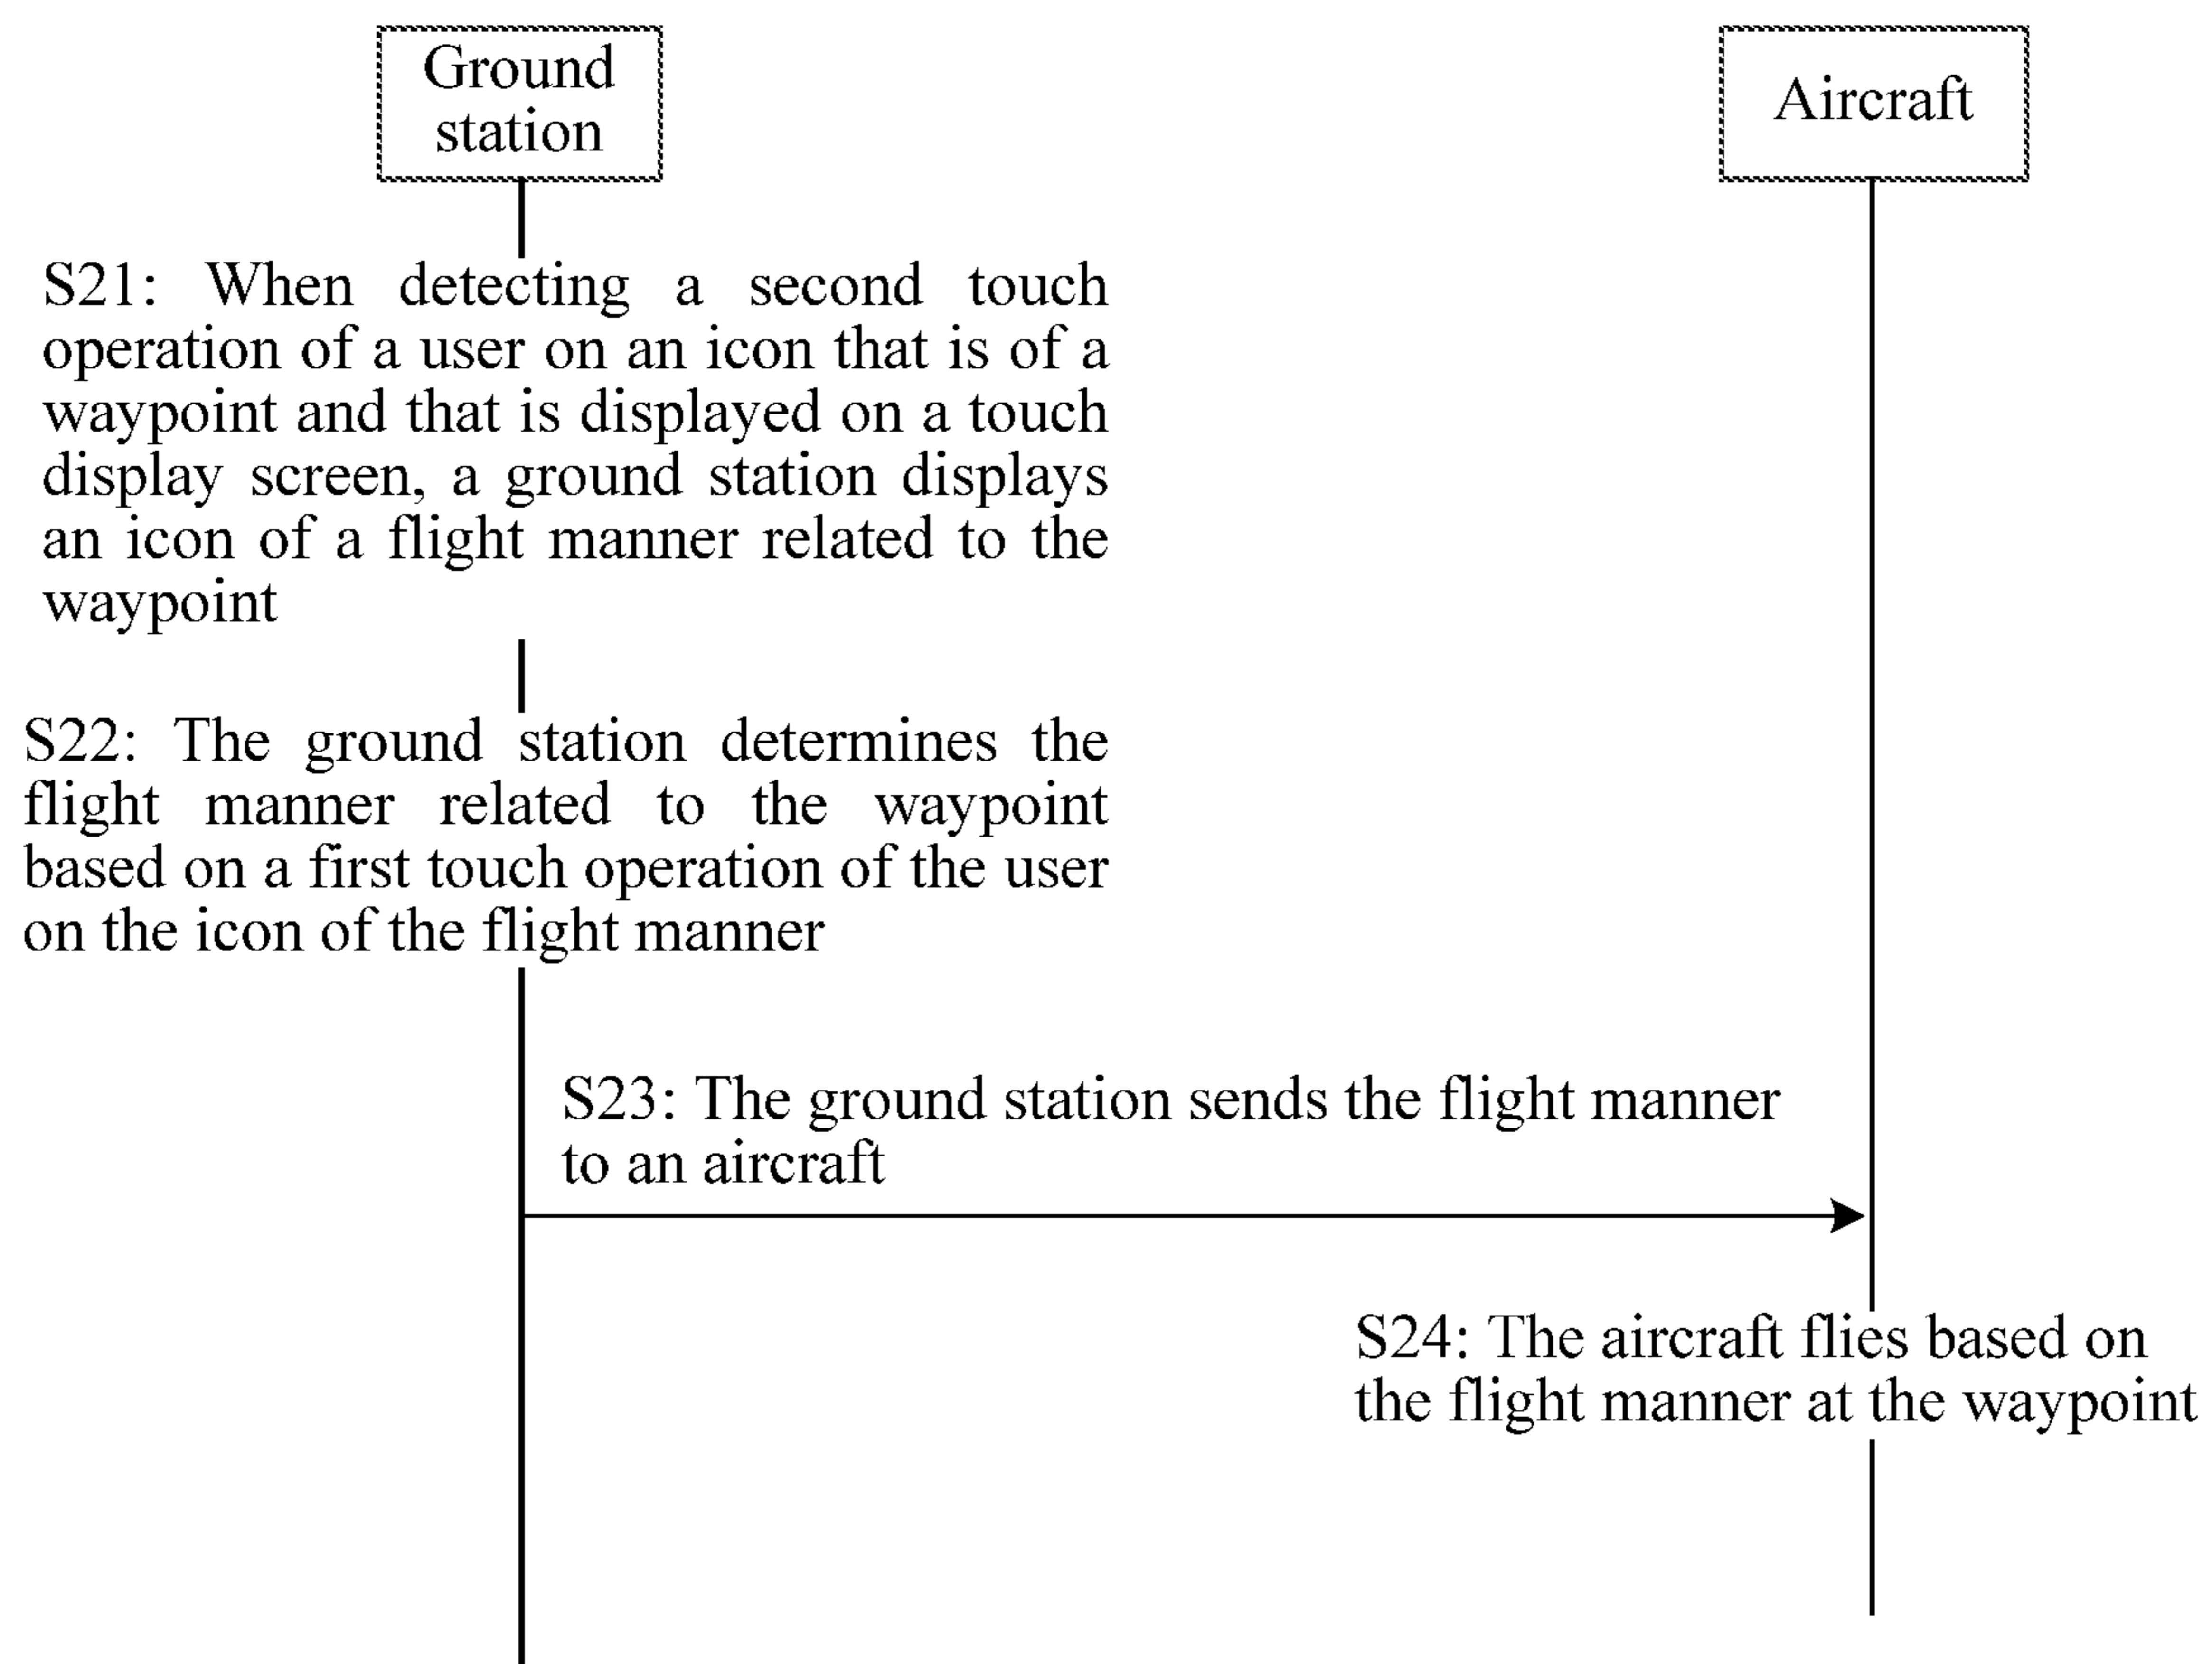 Ground
station
Aircraft
S21: When detecting a second touch
operation of a user on an icon that is of a
waypoint and that is displayed on a touch
display screen, a ground station displays
an icon of a flight manner related to the
waypoint
S22: The ground station determines the
flight manner related to the waypoint
based on a first touch operation of the user
on the icon of the flight manner
S23: The ground station sends the flight manner
to an aircraft
S24: The aircraft flies based on
the flight manner at the waypoint